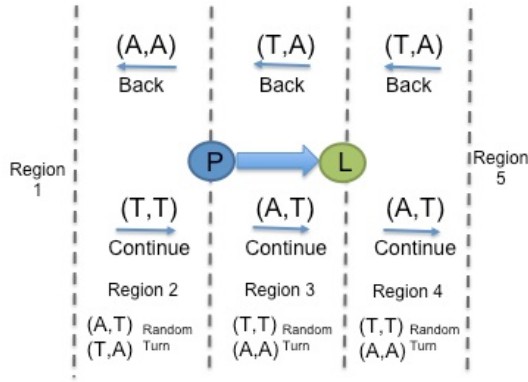 (A,A) (T,A) (T,A)
Back Back Back
P L
Region 1
Region 5
(T,T) (A,T) (A,T)
Continue Continue Continue
Region 2 Region 3 Region 4
(A,T) Random (T,T) Random (T,T) Random
(T,A) Turn (A,A) Turn (A,A) Turn